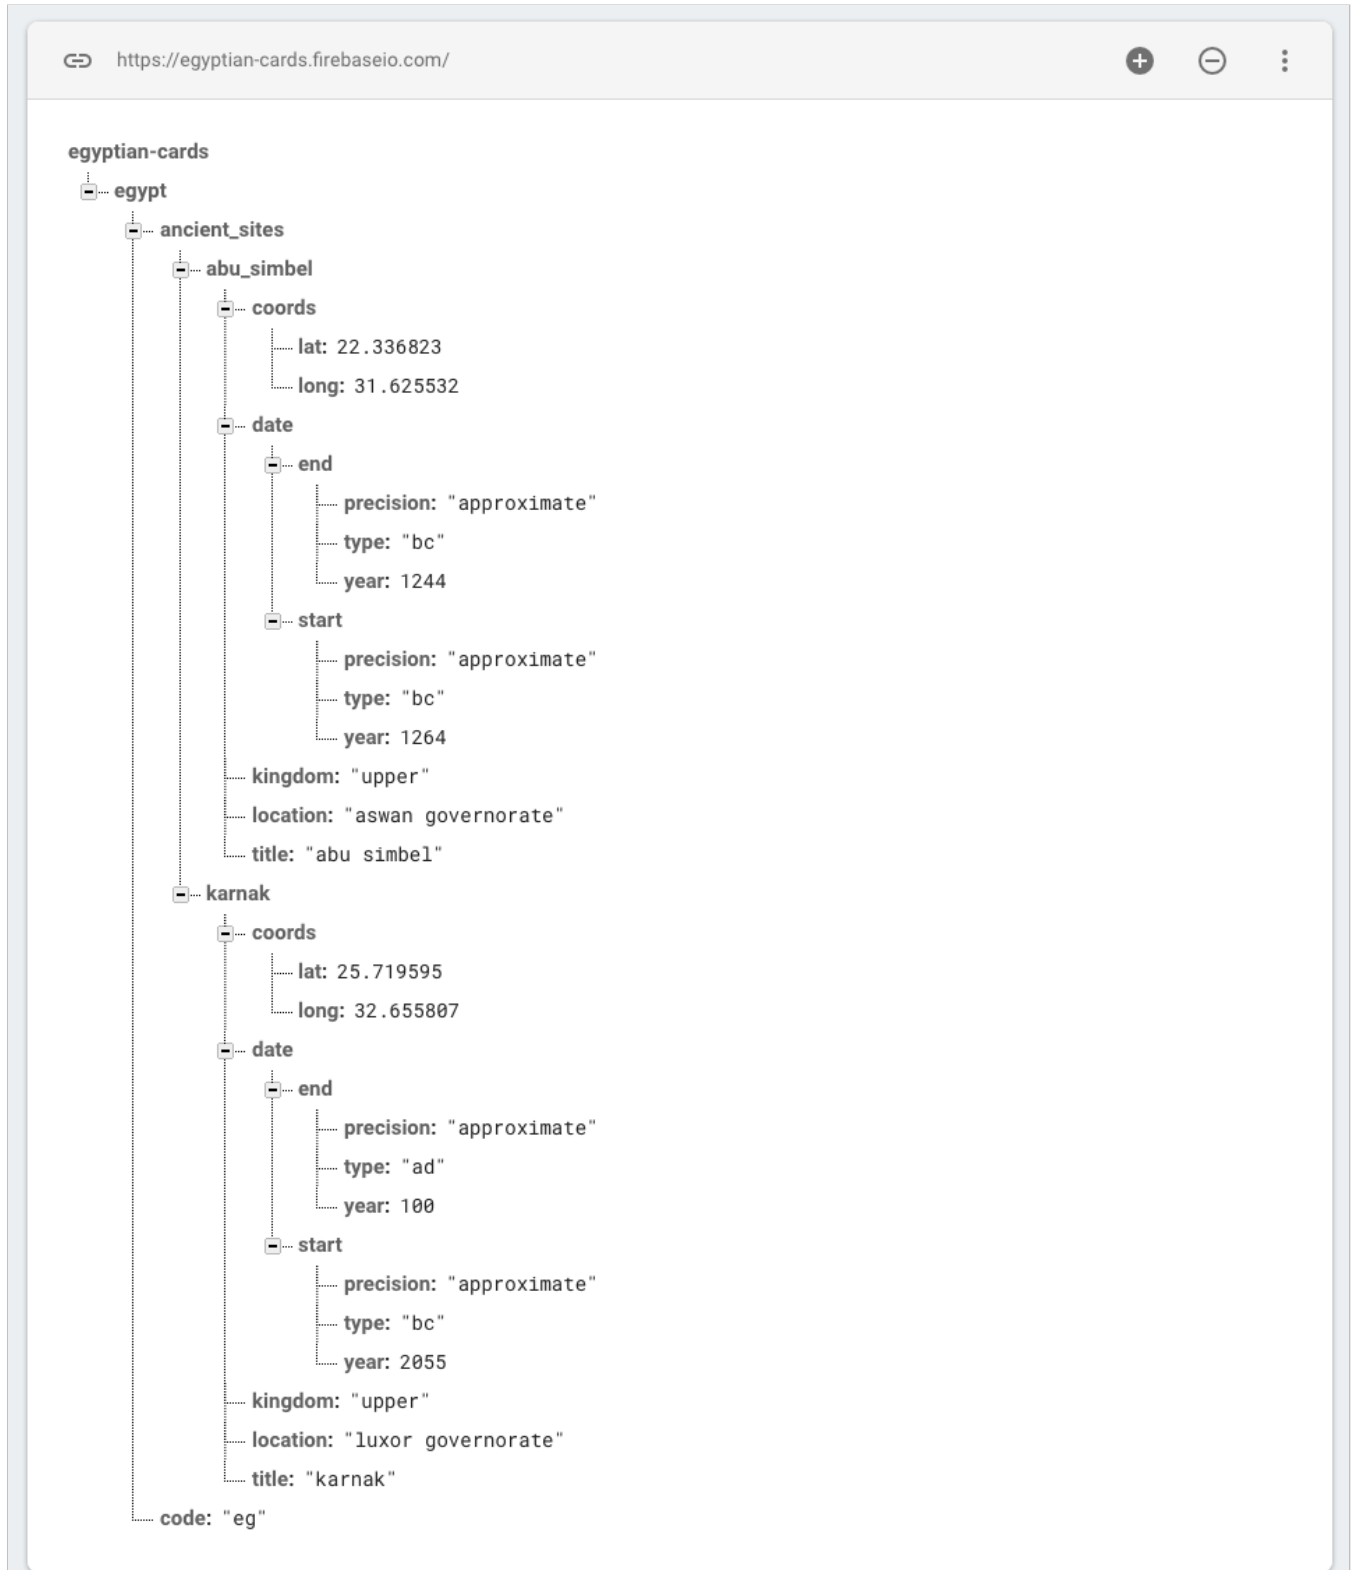 https://egyptian-cards.firebaseio.com/
egyptian-cards
egypt
ancient_sites
abu_simbel
coords
lat: 22.336823
long: 31.625532
date
end
precision: "approximate"
type: "bc"
year: 1244
start
precision: "approximate"
type: "bc"
year: 1264
kingdom: "upper"
location: "aswan governorate"
title: "abu simbel"
karnak
coords
lat: 25.719595
long: 32.655807
date
end
precision: "approximate"
type: "ad"
year: 100
start
precision: "approximate"
type: "bc"
year: 2055
kingdom: "upper"
location: "luxor governorate"
title: "karnak"
code: "eg"